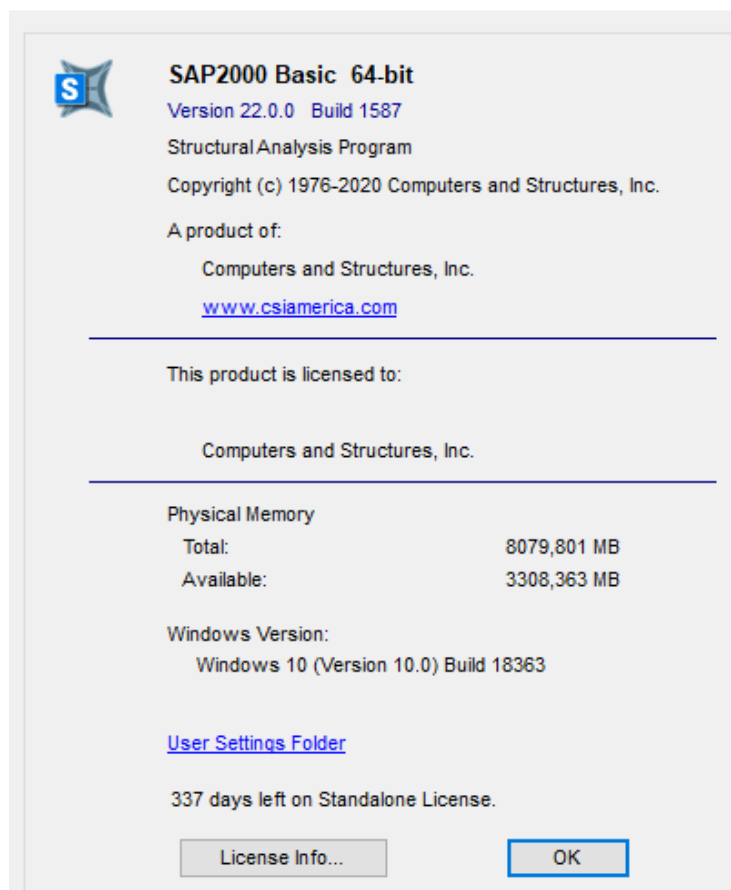 S
SAP2000 Basic 64-bit
Version 22.0.0 Build 1587
Structural Analysis Program
Copyright (c) 1976-2020 Computers and Structures, Inc.
A product of:
Computers and Structures, Inc.
www.csiamerica.com
This product is licensed to:
Computers and Structures, Inc.
Physical Memory
Total: 8079,801 MB
Available: 3308,363 MB
Windows Version:
Windows 10 (Version 10.0) Build 18363
User Settings Folder
337 days left on Standalone License.
License Info... OK